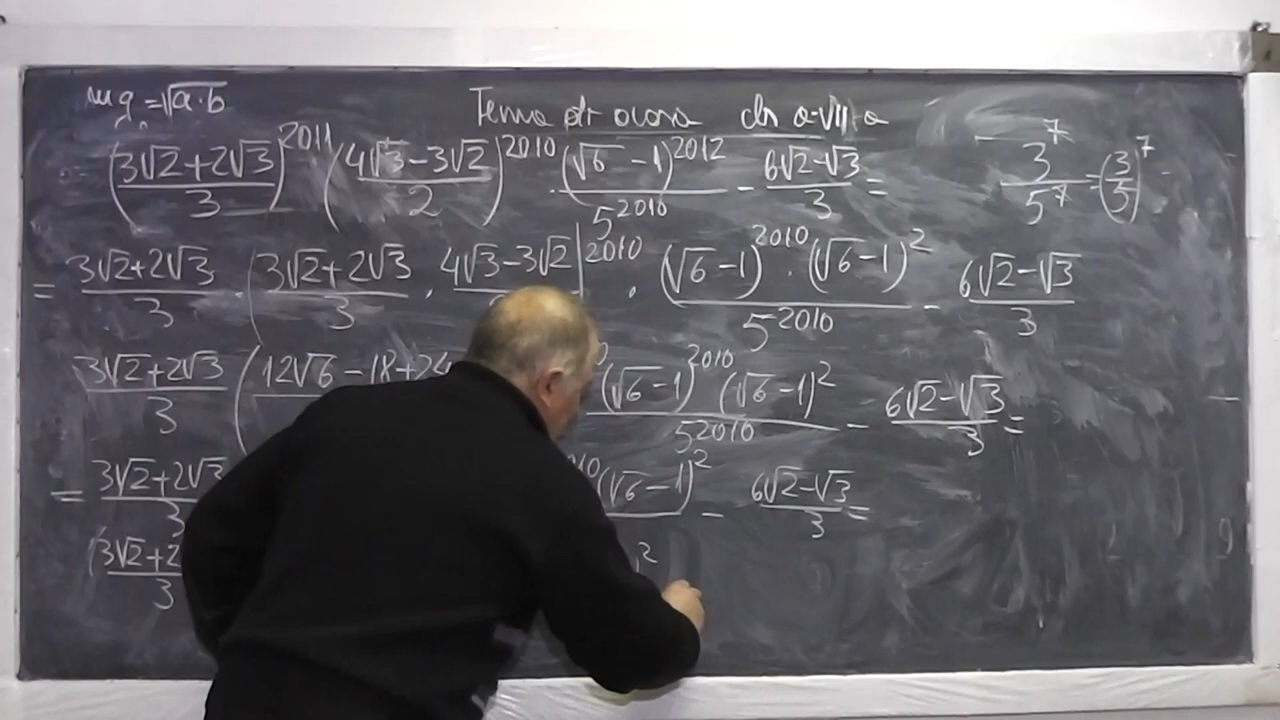 mg = √a·b
Tema de acasa cls a-VII-a
(3√2+2√3/3)^2011 (4√3−3√2/2)^2010 · (√6−1)^2012/5^2010 − 6√2−√3/3 =
3^7/5^7 = (3/5)^7
= 3√2+2√3/3 · (3√2+2√3/3 · 4√3−3√2)^2010 · (√6−1)^2010 · (√6−1)^2/5^2010 − 6√2−√3/3
3√2+2√3/3 (12√6−18+24 (√6−1)^2010 (√6−1)^2/5^2010 − 6√2−√3/3 =
= 3√2+2√3/3 (√6−1)^2 − 6√2−√3/3 =
(3√2+2/3 2